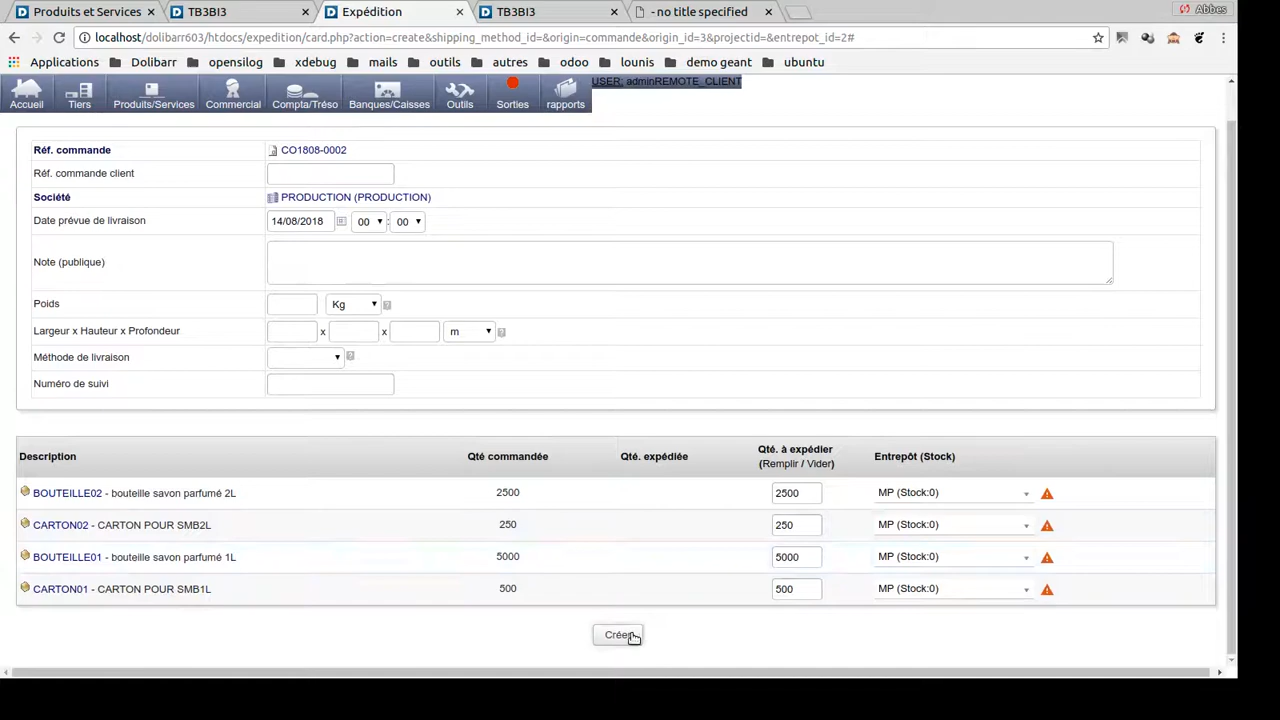 Produits et Services × TB3BI3 × Expédition × TB3BI3 × - no title specified × Abbes
localhost/dolibarr603/htdocs/expedition/card.php?action=create&shipping_method_id=&origin=commande&origin_id=3&projectid=&entrepot_id=2#
Applications Dolibarr opensilog xdebug mails outils autres odoo lounis demo geant ubuntu
USER: adminREMOTE_CLIENT
Accueil Tiers Produits/Services Commercial Compta/Tréso Banques/Caisses Outils Sorties rapports
Réf. commande CO1808-0002
Réf. commande client
Société PRODUCTION (PRODUCTION)
Date prévue de livraison 14/08/2018 00 : 00
Note (publique)
Poids Kg
Largeur x Hauteur x Profondeur x x m
Méthode de livraison
Numéro de suivi
Description Qté commandée Qté. expédiée Qté. à expédier Entrepôt (Stock)
(Remplir / Vider)
BOUTEILLE02 - bouteille savon parfumé 2L 2500 2500 MP (Stock:0)
CARTON02 - CARTON POUR SMB2L 250 250 MP (Stock:0)
BOUTEILLE01 - bouteille savon parfumé 1L 5000 5000 MP (Stock:0)
CARTON01 - CARTON POUR SMB1L 500 500 MP (Stock:0)
Créer